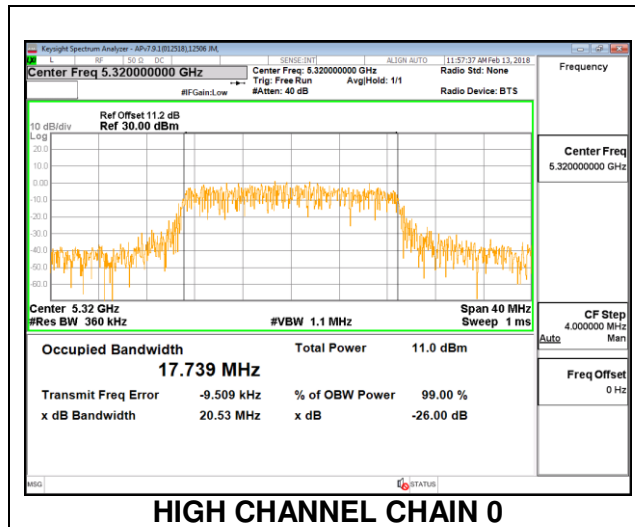 Keysight Spectrum Analyzer - APv7.9.1(012518),12506 JM,
L RF 50 Ω DC SENSE:INT ALIGN AUTO 11:57:37 AM Feb 13, 2018
Center Freq 5.320000000 GHz
Center Freq: 5.320000000 GHz
Radio Std: None
Trig: Free Run Avg|Hold: 1/1
#IFGain:Low #Atten: 40 dB Radio Device: BTS
Frequency
Ref Offset 11.2 dB
10 dB/div Ref 30.00 dBm
Log
20.0
10.0
0.00
-10.0
-20.0
-30.0
-40.0
-50.0
-60.0
Center Freq
5.320000000 GHz
Center 5.32 GHz Span 40 MHz
#Res BW 360 kHz #VBW 1.1 MHz Sweep 1 ms
CF Step
4.000000 MHz
Auto Man
Occupied Bandwidth Total Power 11.0 dBm
17.739 MHz
Freq Offset
0 Hz
Transmit Freq Error -9.509 kHz % of OBW Power 99.00 %
x dB Bandwidth 20.53 MHz x dB -26.00 dB
MSG STATUS
HIGH CHANNEL CHAIN 0